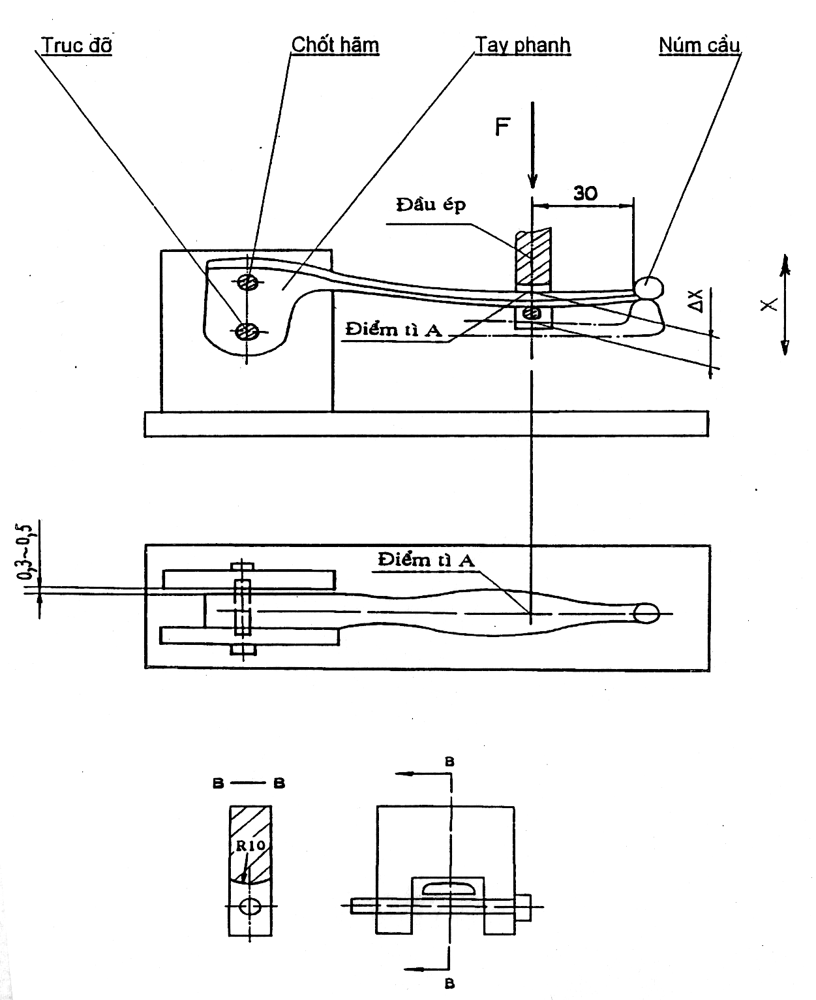 Truc đỡ
Chốt hãm
Tay phanh
Núm cầu
F
30
Đầu ép
ΔX
X
Điểm tì A
0,3~0,5
Điểm tì A
B
B — B
R10
B